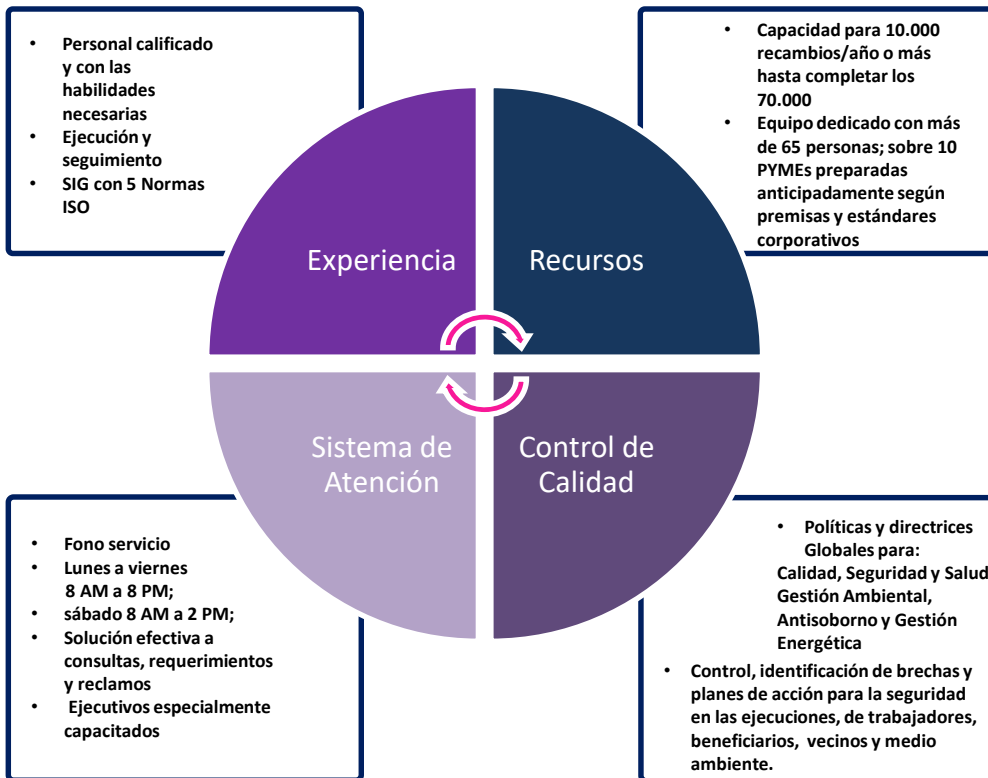 • Personal calificado
y con las
habilidades
necesarias
• Ejecución y
seguimiento
• SIG con 5 Normas
ISO
• Capacidad para 10.000
recambios/año o más
hasta completar los
70.000
• Equipo dedicado con más
de 65 personas; sobre 10
PYMEs preparadas
anticipadamente según
premisas y estándares
corporativos
Experiencia
Recursos
Sistema de
Atención
Control de
Calidad
• Fono servicio
• Lunes a viernes
8 AM a 8 PM;
• sábado 8 AM a 2 PM;
• Solución efectiva a
consultas, requerimientos
y reclamos
• Ejecutivos especialmente
capacitados
• Políticas y directrices
Globales para:
Calidad, Seguridad y Salud
Gestión Ambiental,
Antisoborno y Gestión
Energética
• Control, identificación de brechas y
planes de acción para la seguridad
en las ejecuciones, de trabajadores,
beneficiarios, vecinos y medio
ambiente.